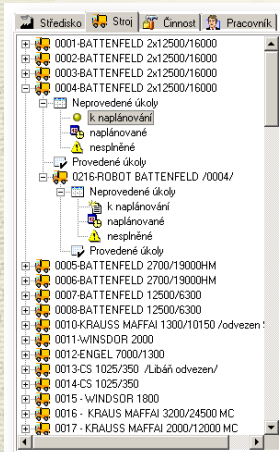 Středisko Stroj Činnost Pracovník
0001-BATTENFELD 2x12500/16000
0002-BATTENFELD 2x12500/16000
0003-BATTENFELD 2x12500/16000
0004-BATTENFELD 2x12500/16000
Neprovedené úkoly
k naplánování
naplánované
nesplněné
Provedené úkoly
0216-ROBOT BATTENFELD /0004/
Neprovedené úkoly
k naplánování
naplánované
nesplněné
Provedené úkoly
0005-BATTENFELD 2700/19000HM
0006-BATTENFELD 2700/19000HM
0007-BATTENFELD 12500/6300
0008-BATTENFELD 12500/6300
0010-KRAUSS MAFFAI 1300/10150 /odvezen
0011-WINSDOR 2000
0012-ENGEL 7000/1300
0013-CS 1025/350 /Libáň odvezen/
0014-CS 1025/350
0015 - WINDSOR 1800
0016 - KRAUS MAFFAI 3200/24500 MC
0017 - KRAUSS MAFFAI 2000/12000 MC